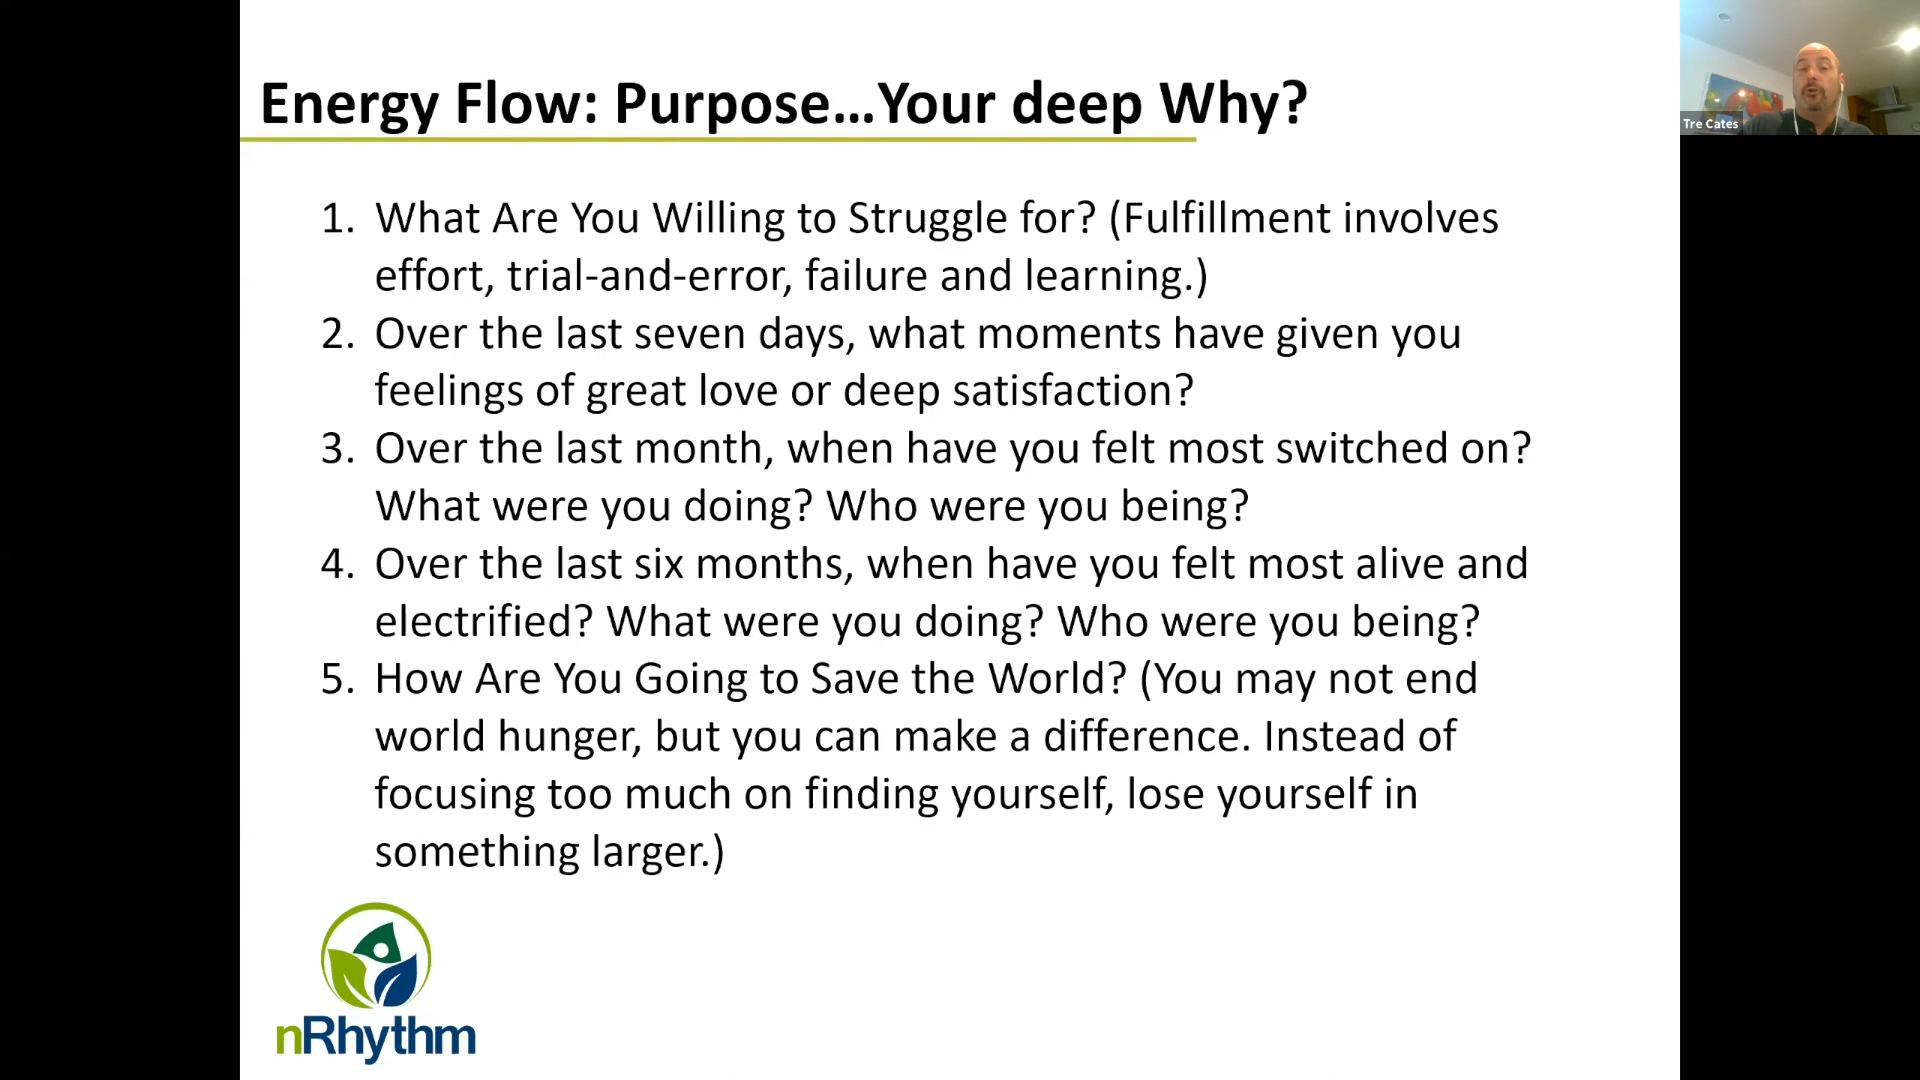 Energy Flow: Purpose...Your deep Why?
1. What Are You Willing to Struggle for? (Fulfillment involves
effort, trial-and-error, failure and learning.)
2. Over the last seven days, what moments have given you
feelings of great love or deep satisfaction?
3. Over the last month, when have you felt most switched on?
What were you doing? Who were you being?
4. Over the last six months, when have you felt most alive and
electrified? What were you doing? Who were you being?
5. How Are You Going to Save the World? (You may not end
world hunger, but you can make a difference. Instead of
focusing too much on finding yourself, lose yourself in
something larger.)
nRhythm
Tre Cates